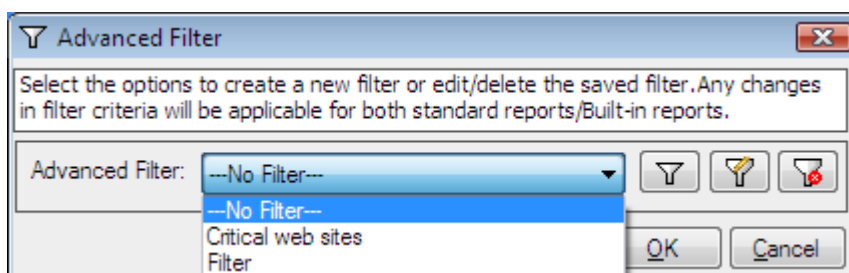 Advanced Filter
Select the options to create a new filter or edit/delete the saved filter.Any changes
in filter criteria will be applicable for both standard reports/Built-in reports.
Advanced Filter: ---No Filter---
---No Filter---
Critical web sites
Filter
OK Cancel